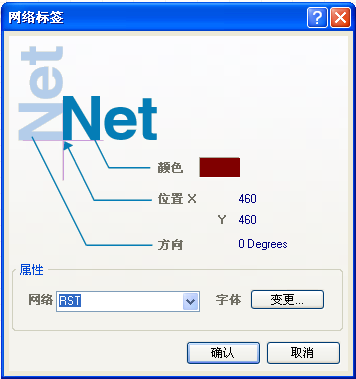 网络标签
Net
Net
颜色
位置 X 460
Y 460
方向 0 Degrees
属性
网络 RST 字体 变更...
确认 取消